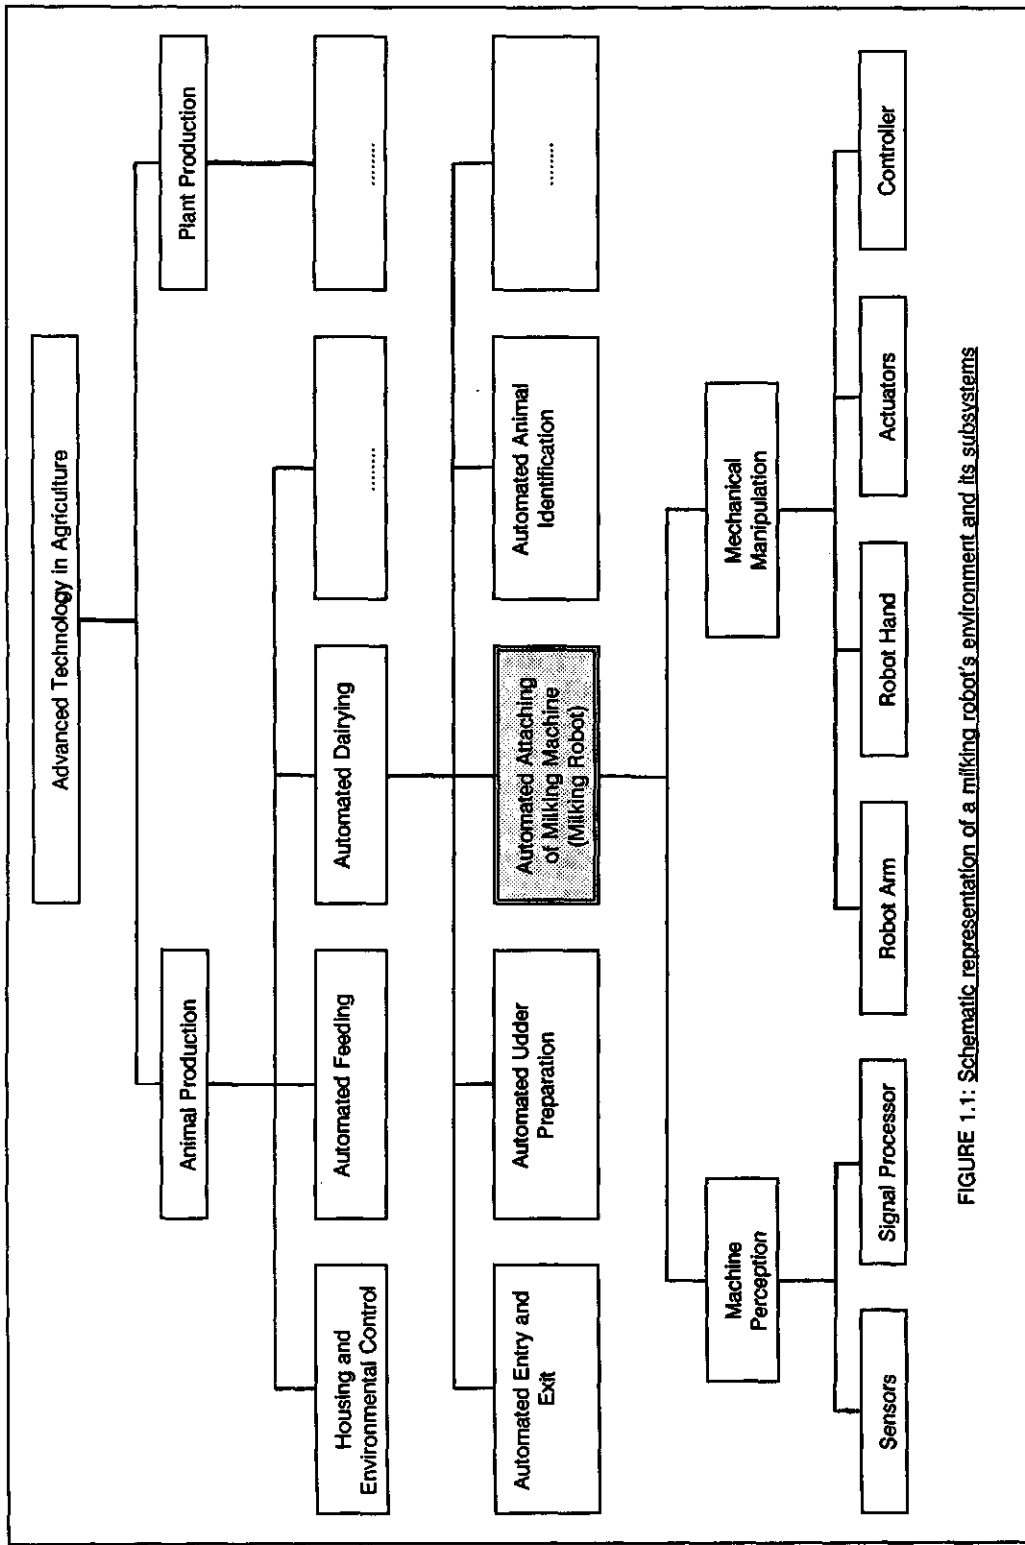 Advanced Technology in Agriculture
Animal Production
Plant Production
Housing and
Environmental Control
Automated Feeding
Automated Dairying
........
........
Automated Entry and
Exit
Automated Udder
Preparation
Automated Attaching
of Milking Machine
(Milking Robot)
Automated Animal
Identification
........
Machine
Perception
Mechanical
Manipulation
Sensors
Signal Processor
Robot Arm
Robot Hand
Actuators
Controller
FIGURE 1.1: Schematic representation of a milking robot's environment and its subsystems